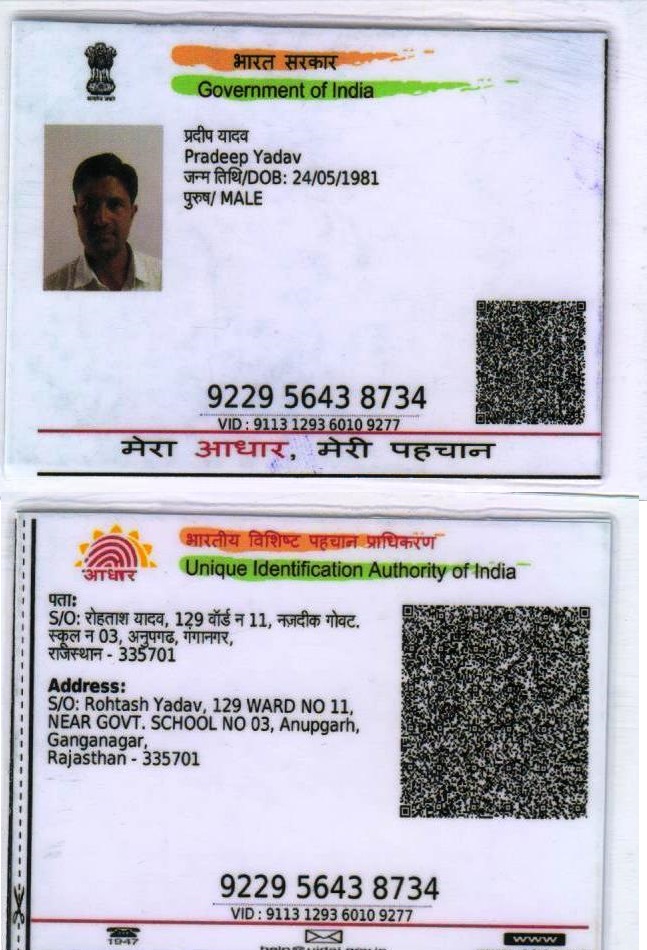 भारत सरकार
Government of India
प्रदीप यादव
Pradeep Yadav
जन्म तिथि/DOB: 24/05/1981
पुरुष/ MALE
9229 5643 8734
VID : 9113 1293 6010 9277
मेरा आधार, मेरी पहचान
भारतीय विशिष्ट पहचान प्राधिकरण
आधार
Unique Identification Authority of India
पता:
S/O: रोहताश यादव, 129 वॉर्ड न 11, नज़दीक गोवट.
स्कूल न 03, अनुपगढ, गंगानगर,
राजस्थान - 335701
Address:
S/O: Rohtash Yadav, 129 WARD NO 11,
NEAR GOVT. SCHOOL NO 03, Anupgarh,
Ganganagar,
Rajasthan - 335701
9229 5643 8734
VID : 9113 1293 6010 9277
1947
WWW